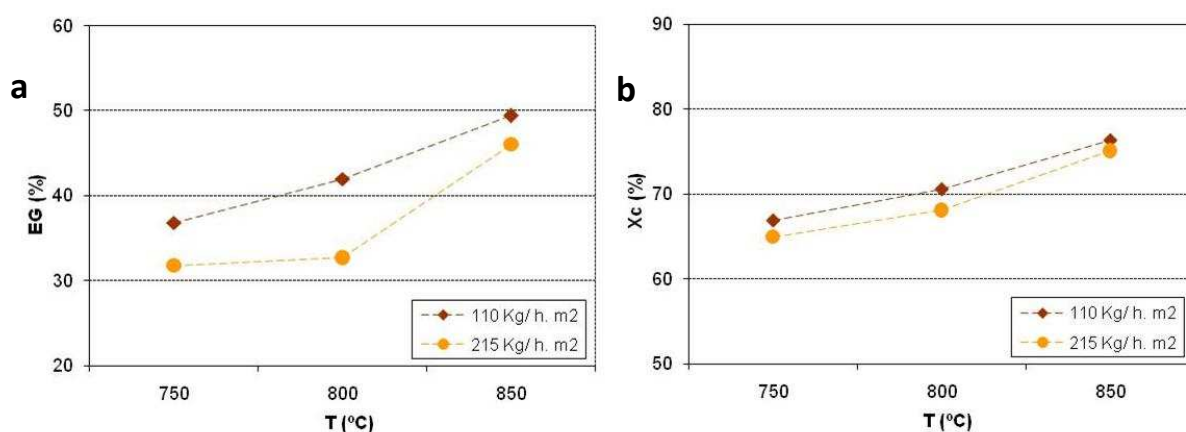 a
60
50
40
30
20
EG (%)
750 800 850
T (ºC)
110 Kg/ h. m2
215 Kg/ h. m2
b
90
80
70
60
50
Xc (%)
750 800 850
T (ºC)
110 Kg/ h. m2
215 Kg/ h. m2